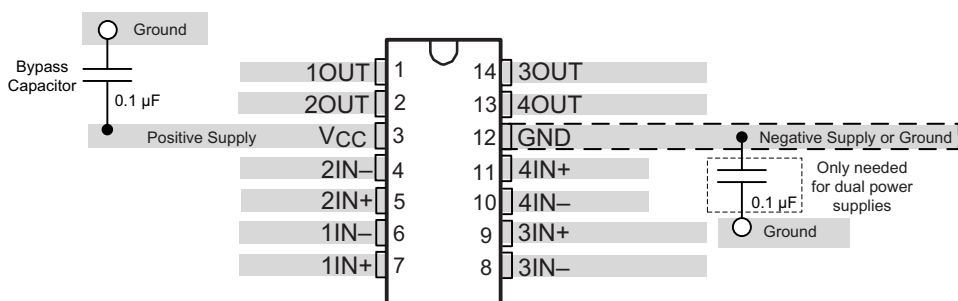 Ground
Bypass
Capacitor
0.1 µF
Positive Supply
1OUT 1 14 3OUT
2OUT 2 13 4OUT
VCC 3 12 GND
Negative Supply or Ground
2IN– 4 11 4IN+
2IN+ 5 10 4IN–
1IN– 6 9 3IN+
1IN+ 7 8 3IN–
Only needed
for dual power
supplies
0.1 µF
Ground